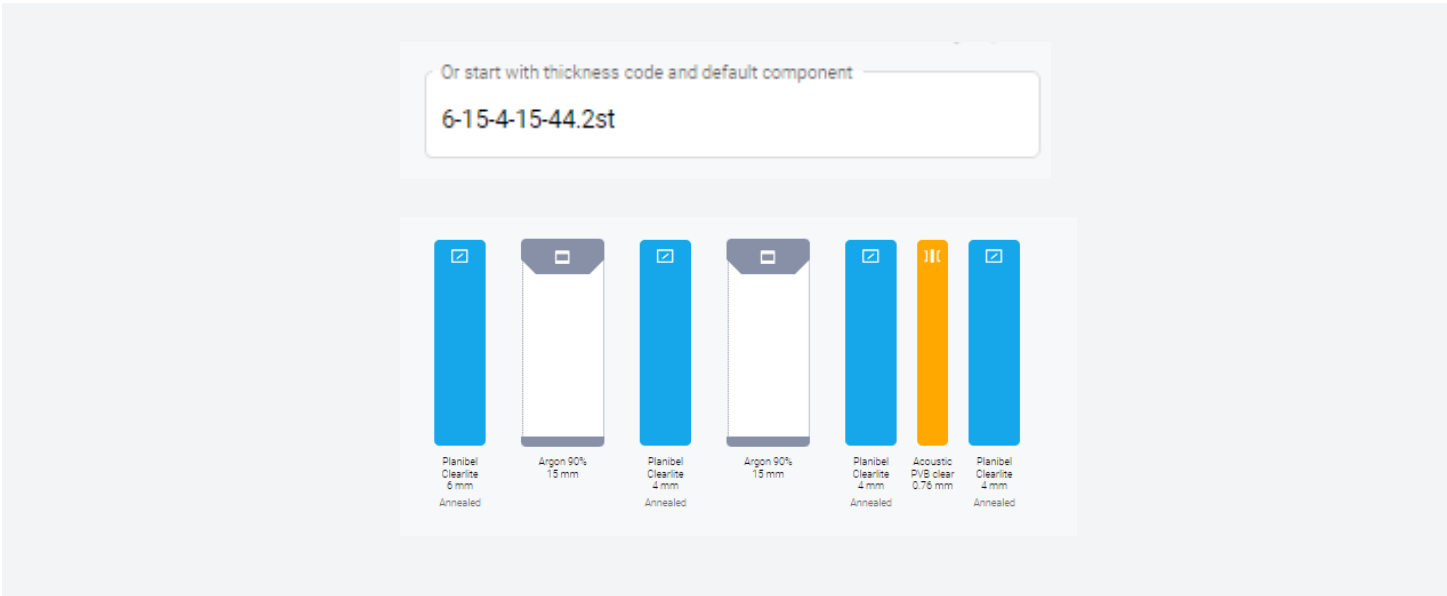 Or start with thickness code and default component
6-15-4-15-44.2st
Planibel
Clearlite
6 mm
Annealed
Argon 90%
15 mm
Planibel
Clearlite
4 mm
Annealed
Argon 90%
15 mm
Planibel
Clearlite
4 mm
Annealed
Acoustic
PVB clear
0.76 mm
Planibel
Clearlite
4 mm
Annealed